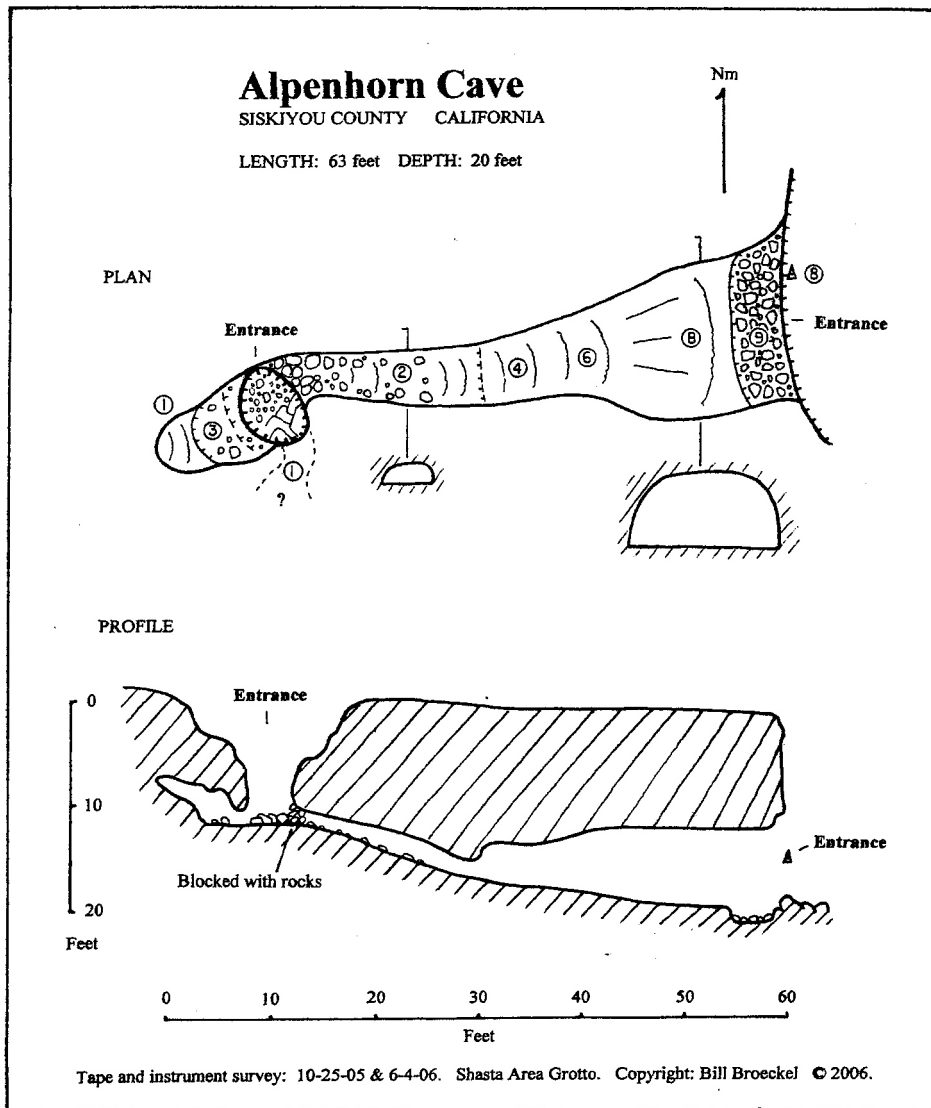 Alpenhorn Cave
SISKIYOU COUNTY CALIFORNIA
LENGTH: 63 feet DEPTH: 20 feet
Nm
PLAN
8
Entrance
Entrance
9
8
6
4
2
1
3
1
?
PROFILE
0
Entrance
10
Entrance
Blocked with rocks
20
Feet
0 10 20 30 40 50 60
Feet
Tape and instrument survey: 10-25-05 & 6-4-06. Shasta Area Grotto. Copyright: Bill Broeckel © 2006.